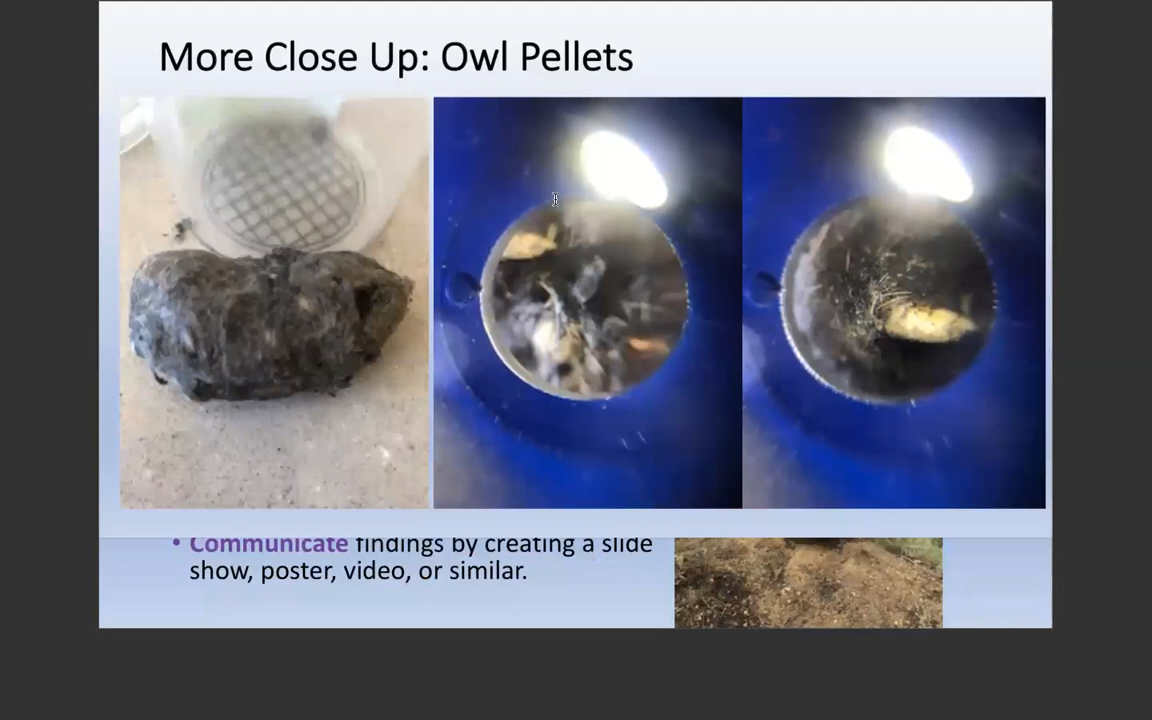 More Close Up: Owl Pellets
• Communicate findings by creating a slide
show, poster, video, or similar.